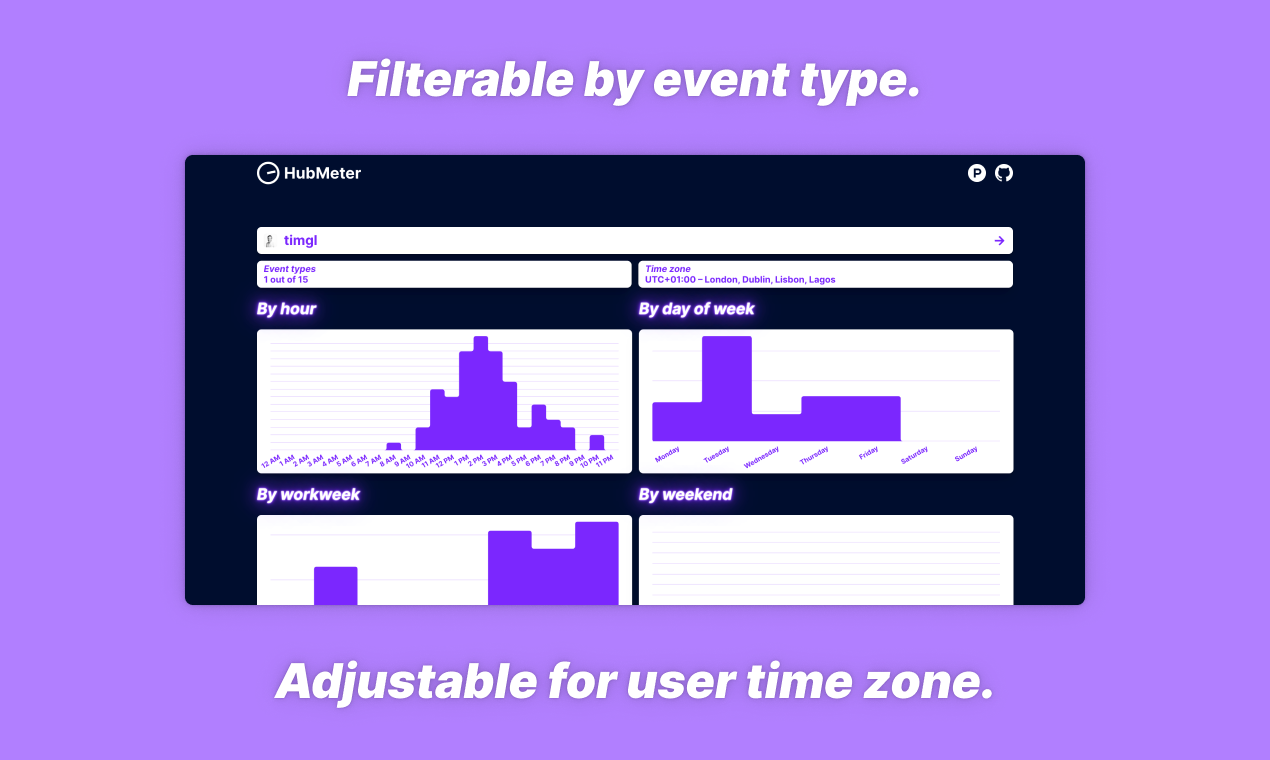 Filterable by event type.
HubMeter
timgl
Event types
1 out of 15
Time zone
UTC+01:00 – London, Dublin, Lisbon, Lagos
By hour
12 AM 1 AM 2 AM 3 AM 4 AM 5 AM 6 AM 7 AM 8 AM 9 AM 10 AM 11 AM 12 PM 1 PM 2 PM 3 PM 4 PM 5 PM 6 PM 7 PM 8 PM 9 PM 10 PM 11 PM
By day of week
Monday Tuesday Wednesday Thursday Friday Saturday Sunday
By workweek
By weekend
Adjustable for user time zone.